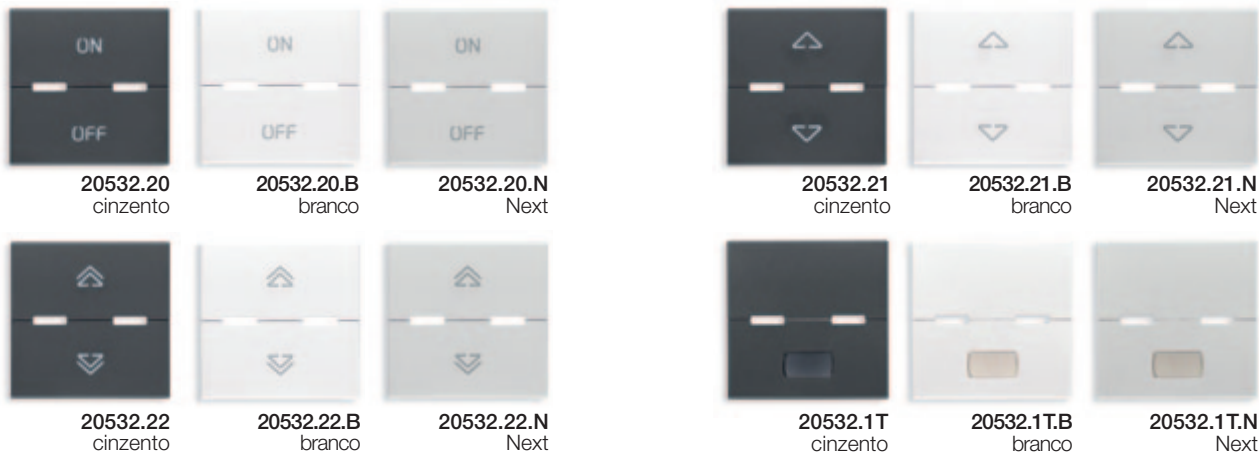 ON ON ON
OFF OFF OFF
20532.20 20532.20.B 20532.20.N
cinzento branco Next
20532.21 20532.21.B 20532.21.N
cinzento branco Next
20532.22 20532.22.B 20532.22.N
cinzento branco Next
20532.1T 20532.1T.B 20532.1T.N
cinzento branco Next